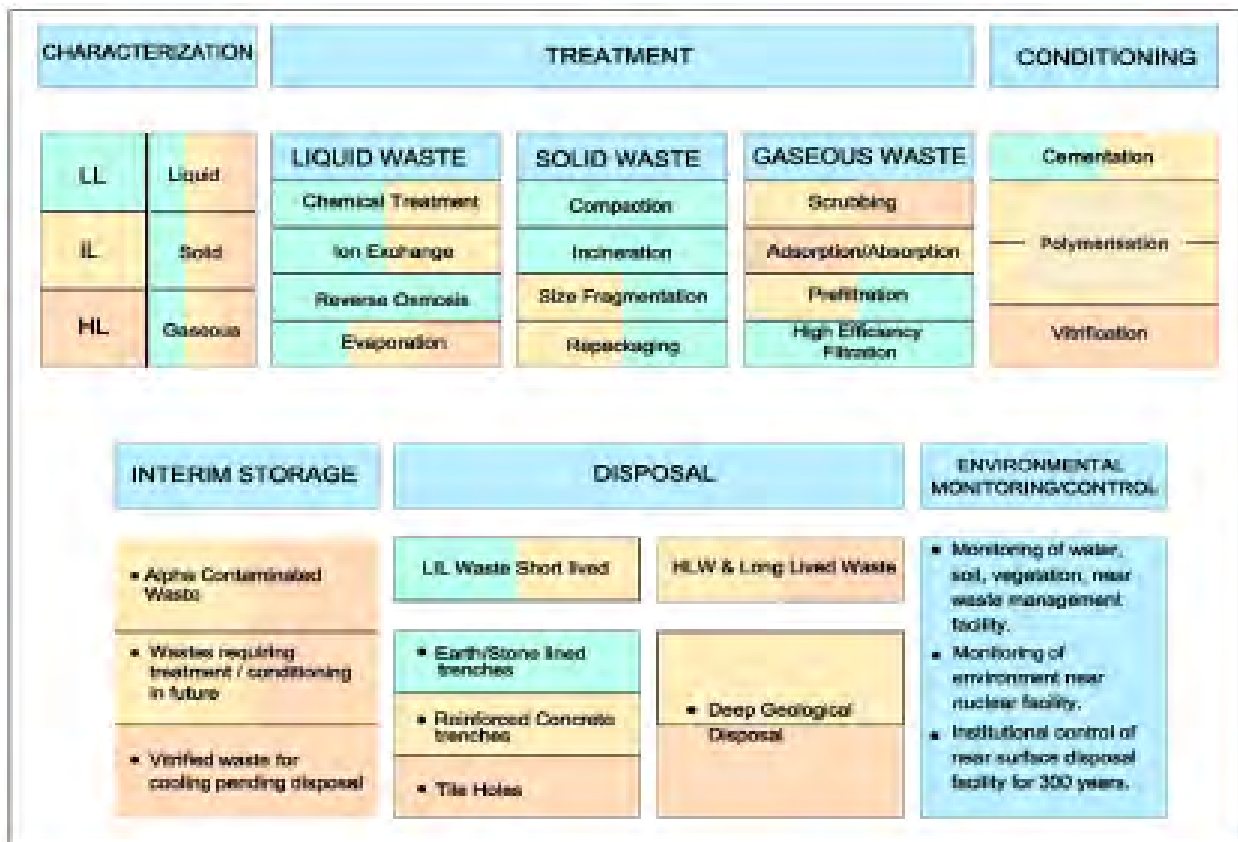 CHARACTERIZATION
TREATMENT
CONDITIONING
LL
Liquid
IL
Solid
HL
Gaseous
LIQUID WASTE
Chemical Treatment
Ion Exchange
Reverse Osmosis
Evaporation
SOLID WASTE
Compaction
Incineration
Size Fragmentation
Repackaging
GASEOUS WASTE
Scrubbing
Adsorption/Absorption
Prefiltration
High Efficiency
Filtration
Cementation
Polymerisation
Vitrification
INTERIM STORAGE
• Alpha Contaminated
Waste
• Wastes requiring
treatment / conditioning
in future
• Vitrified waste for
cooling pending disposal
DISPOSAL
LIL Waste Short lived
• Earth/Stone lined
trenches
• Reinforced Concrete
trenches
• Tile Holes
HLW & Long Lived Waste
• Deep Geological
Disposal
ENVIRONMENTAL
MONITORING/CONTROL
• Monitoring of water,
soil, vegetation, near
waste management
facility.
• Monitoring of
environment near
nuclear facility.
• Institutional control of
near surface disposal
facility for 300 years.